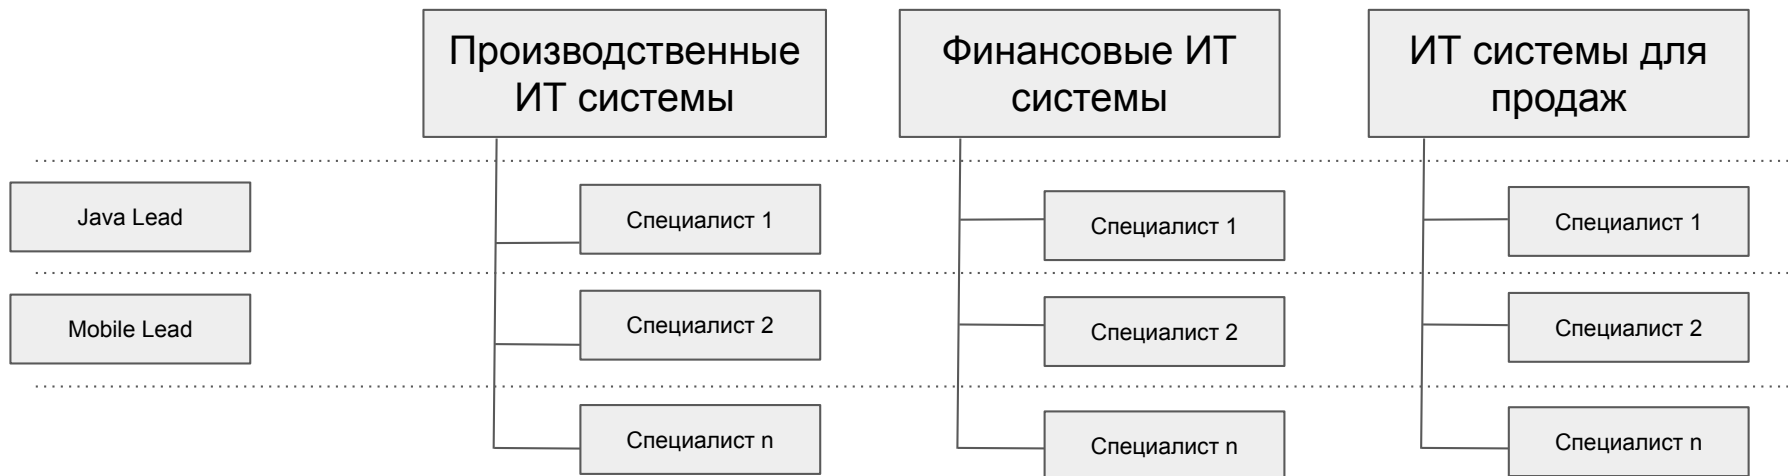 Производственные
ИТ системы
Финансовые ИТ
системы
ИТ системы для
продаж
Java Lead
Специалист 1
Специалист 1
Специалист 1
Mobile Lead
Специалист 2
Специалист 2
Специалист 2
Специалист n
Специалист n
Специалист n